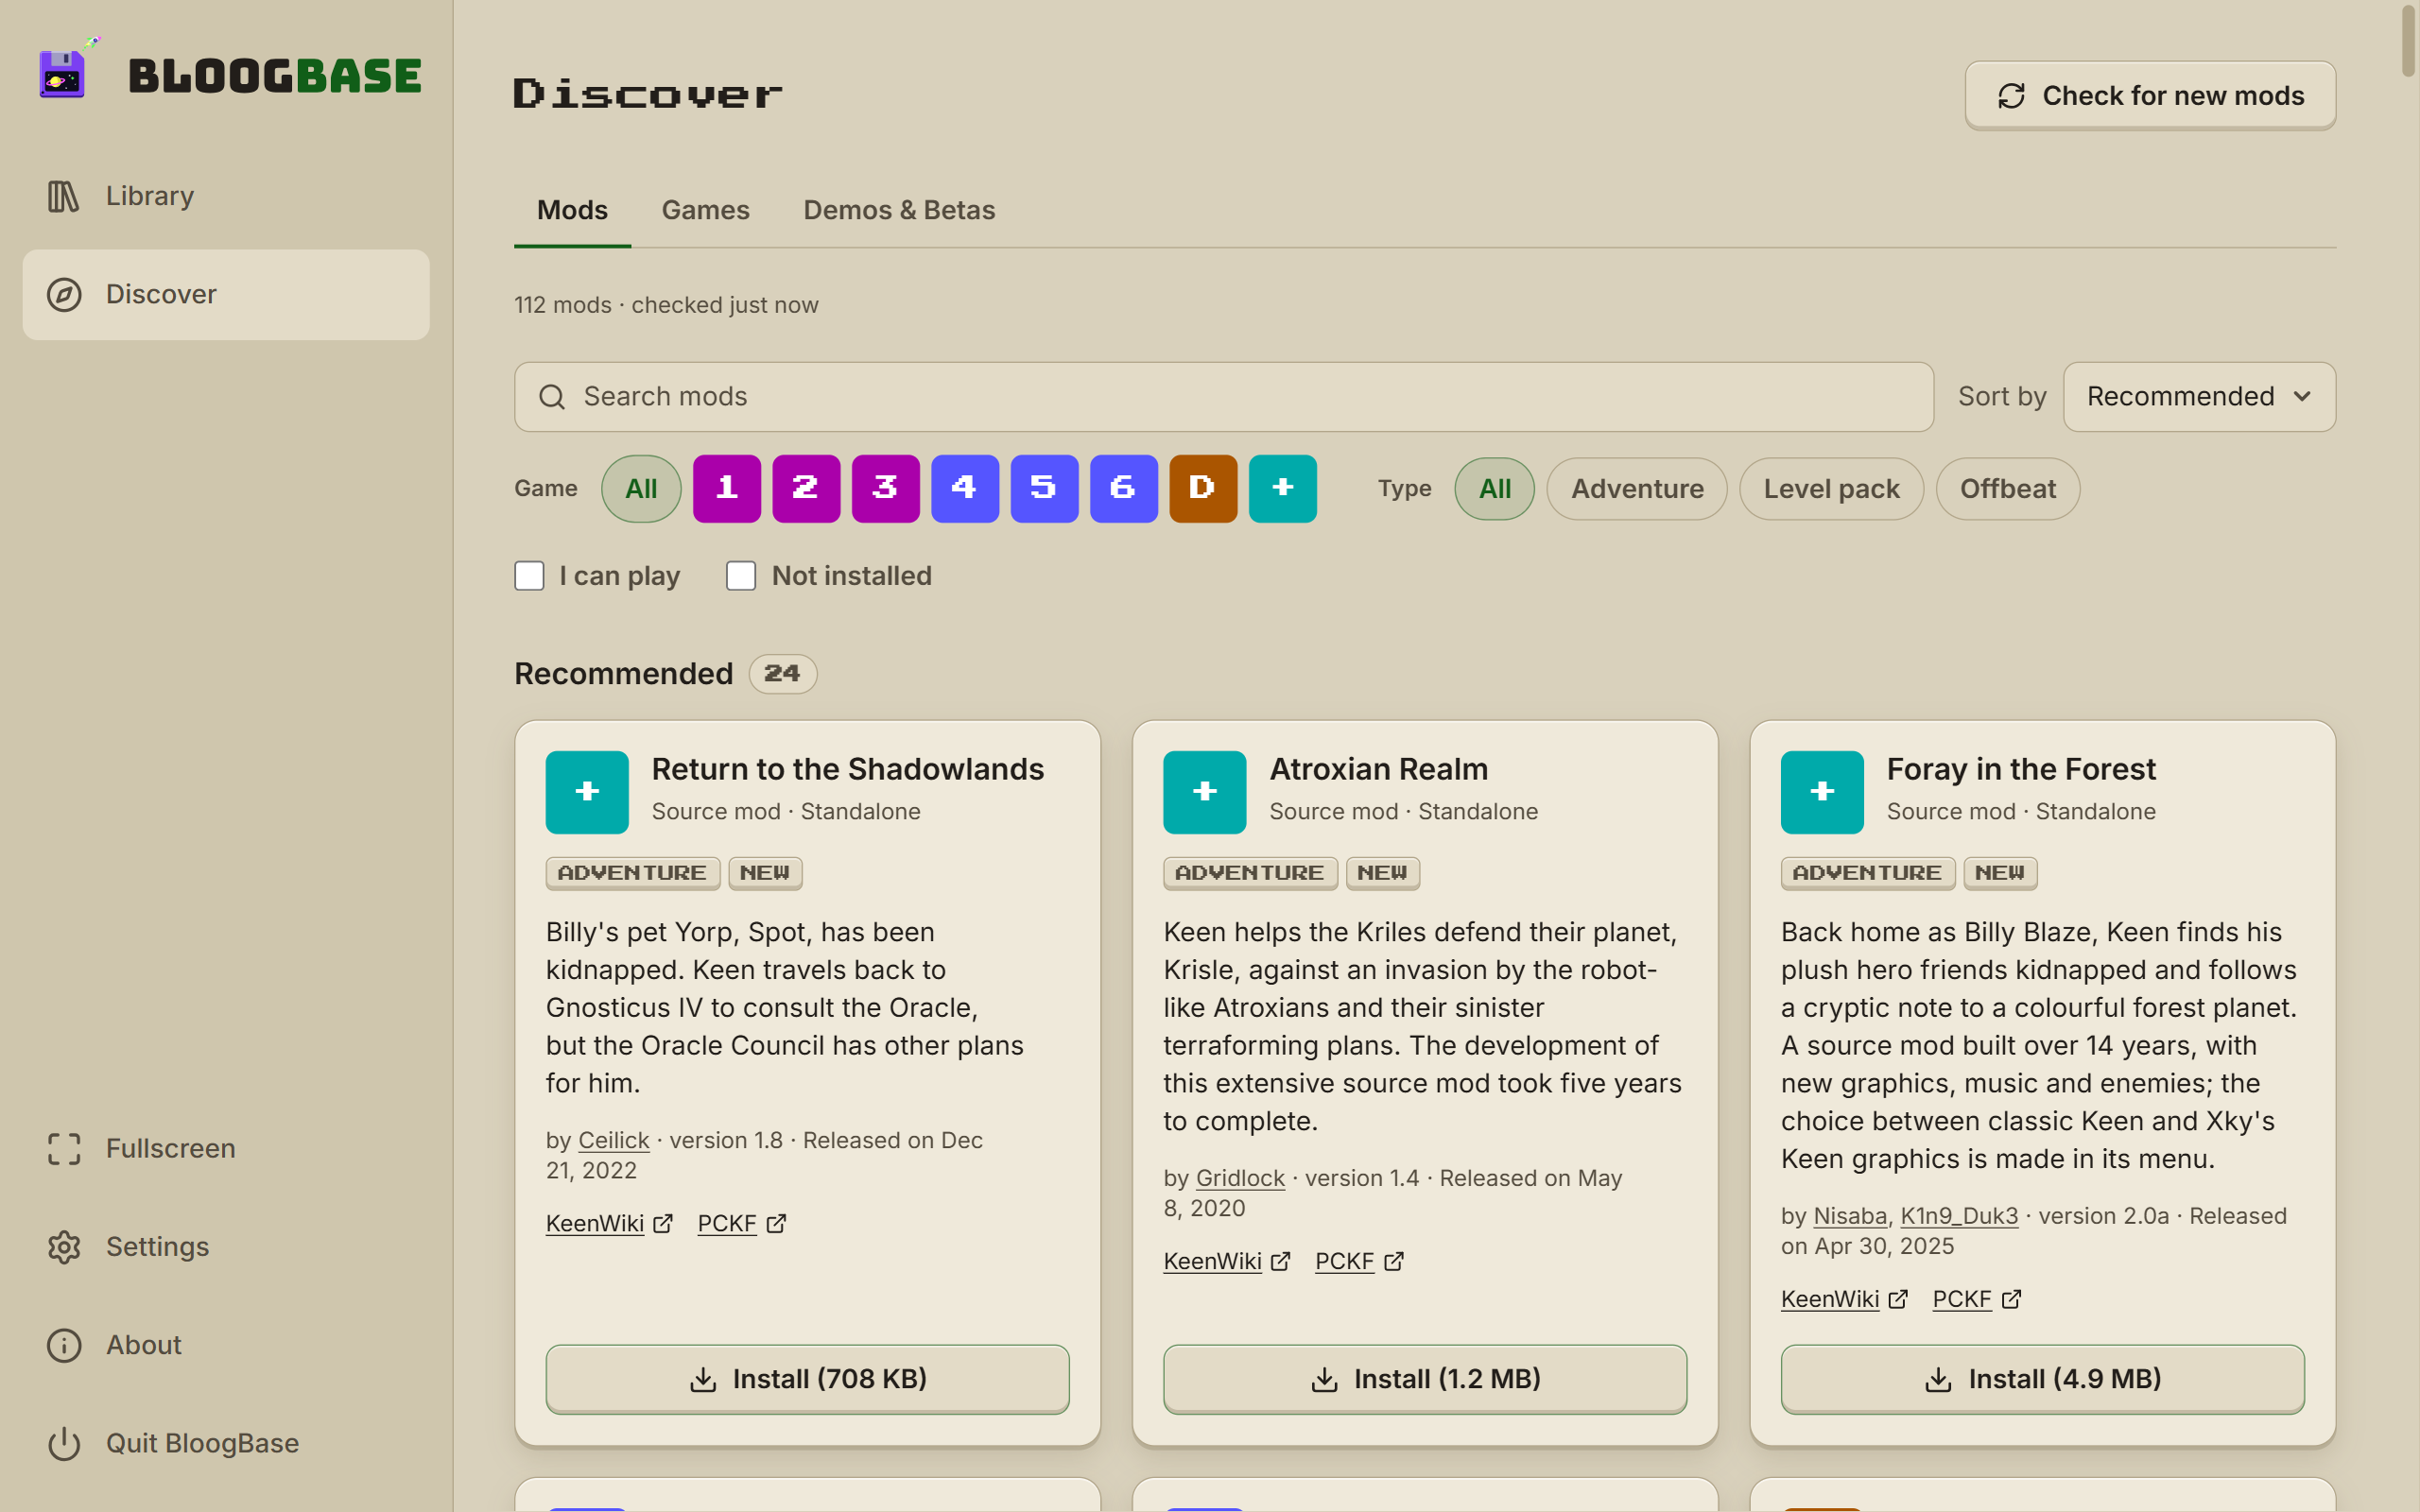 BLOOGBASE
Library
Discover
Fullscreen
Settings
About
Quit BloogBase
Discover
Check for new mods
Mods
Games
Demos & Betas
112 mods · checked just now
Search mods
Sort by
Recommended
Game
All
1
2
3
4
5
6
D
+
Type
All
Adventure
Level pack
Offbeat
I can play
Not installed
Recommended 24
+
Return to the Shadowlands
Source mod · Standalone
ADVENTURE
NEW
Billy's pet Yorp, Spot, has been
kidnapped. Keen travels back to
Gnosticus IV to consult the Oracle,
but the Oracle Council has other plans
for him.
by Ceilick · version 1.8 · Released on Dec
21, 2022
KeenWiki
PCKF
Install (708 KB)
+
Atroxian Realm
Source mod · Standalone
ADVENTURE
NEW
Keen helps the Kriles defend their planet,
Krisle, against an invasion by the robot-
like Atroxians and their sinister
terraforming plans. The development of
this extensive source mod took five years
to complete.
by Gridlock · version 1.4 · Released on May
8, 2020
KeenWiki
PCKF
Install (1.2 MB)
+
Foray in the Forest
Source mod · Standalone
ADVENTURE
NEW
Back home as Billy Blaze, Keen finds his
plush hero friends kidnapped and follows
a cryptic note to a colourful forest planet.
A source mod built over 14 years, with
new graphics, music and enemies; the
choice between classic Keen and Xky's
Keen graphics is made in its menu.
by Nisaba, K1n9_Duk3 · version 2.0a · Released
on Apr 30, 2025
KeenWiki
PCKF
Install (4.9 MB)